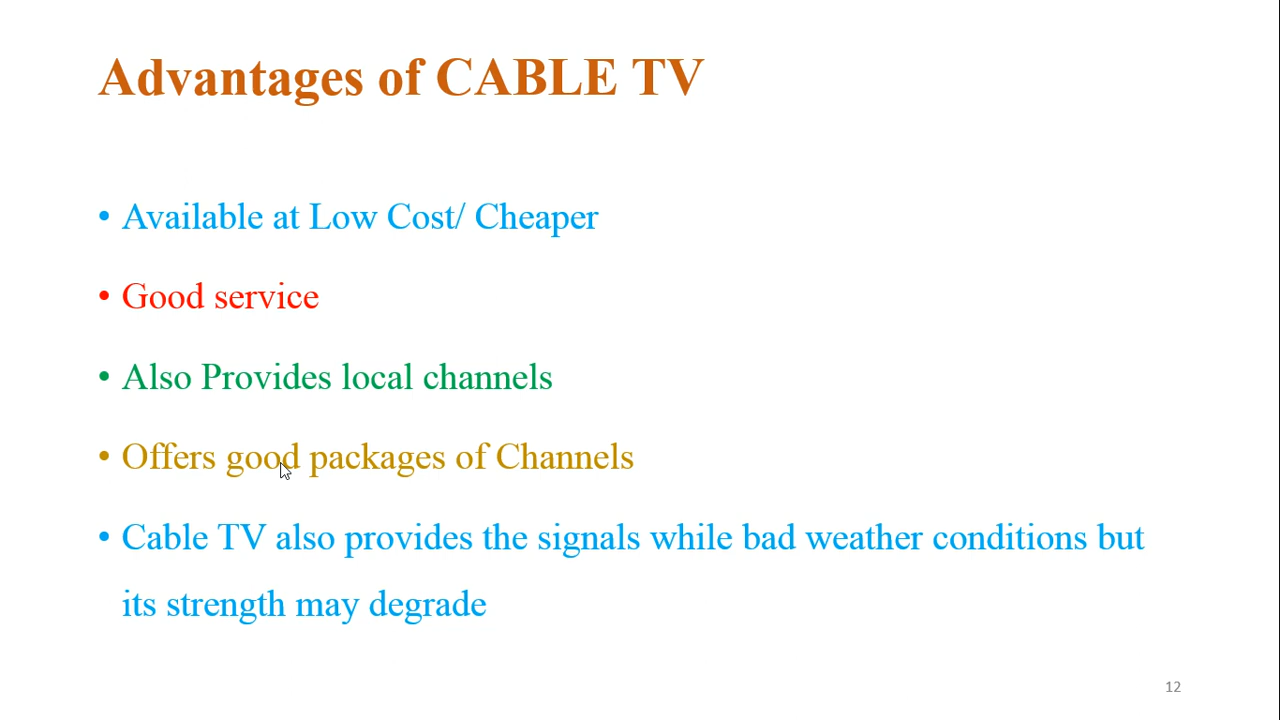 Advantages of CABLE TV
• Available at Low Cost/ Cheaper
• Good service
• Also Provides local channels
• Offers good packages of Channels
• Cable TV also provides the signals while bad weather conditions but
its strength may degrade
12